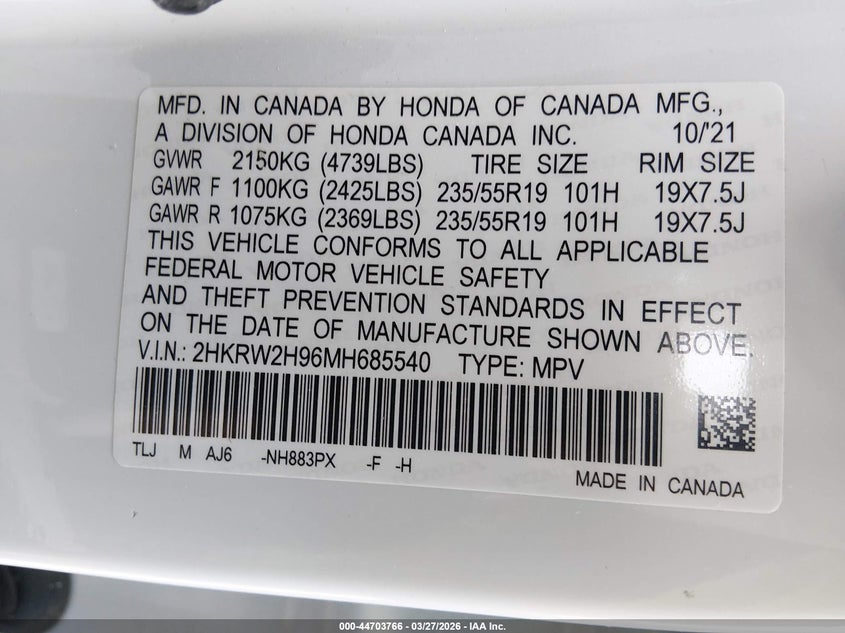 MFD. IN CANADA BY HONDA OF CANADA MFG.,
A DIVISION OF HONDA CANADA INC. 10/'21
GVWR 2150KG (4739LBS) TIRE SIZE RIM SIZE
GAWR F 1100KG (2425LBS) 235/55R19 101H 19X7.5J
GAWR R 1075KG (2369LBS) 235/55R19 101H 19X7.5J
THIS VEHICLE CONFORMS TO ALL APPLICABLE
FEDERAL MOTOR VEHICLE SAFETY
AND THEFT PREVENTION STANDARDS IN EFFECT
ON THE DATE OF MANUFACTURE SHOWN ABOVE.
V.I.N.: 2HKRW2H96MH685540 TYPE: MPV
TLJ M AJ6 -NH883PX -F -H
MADE IN CANADA
000-44703766 - 03/27/2026 - IAA Inc.